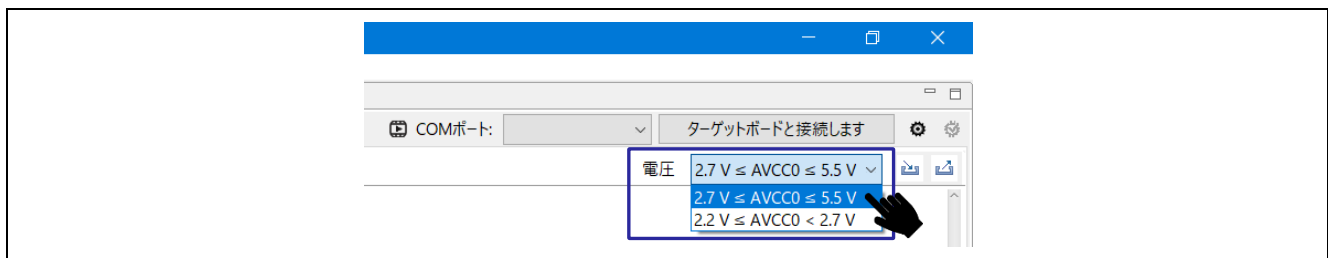 COMポート: ターゲットボードと接続します
電圧 2.7 V ≤ AVCC0 ≤ 5.5 V
2.7 V ≤ AVCC0 ≤ 5.5 V
2.2 V ≤ AVCC0 < 2.7 V